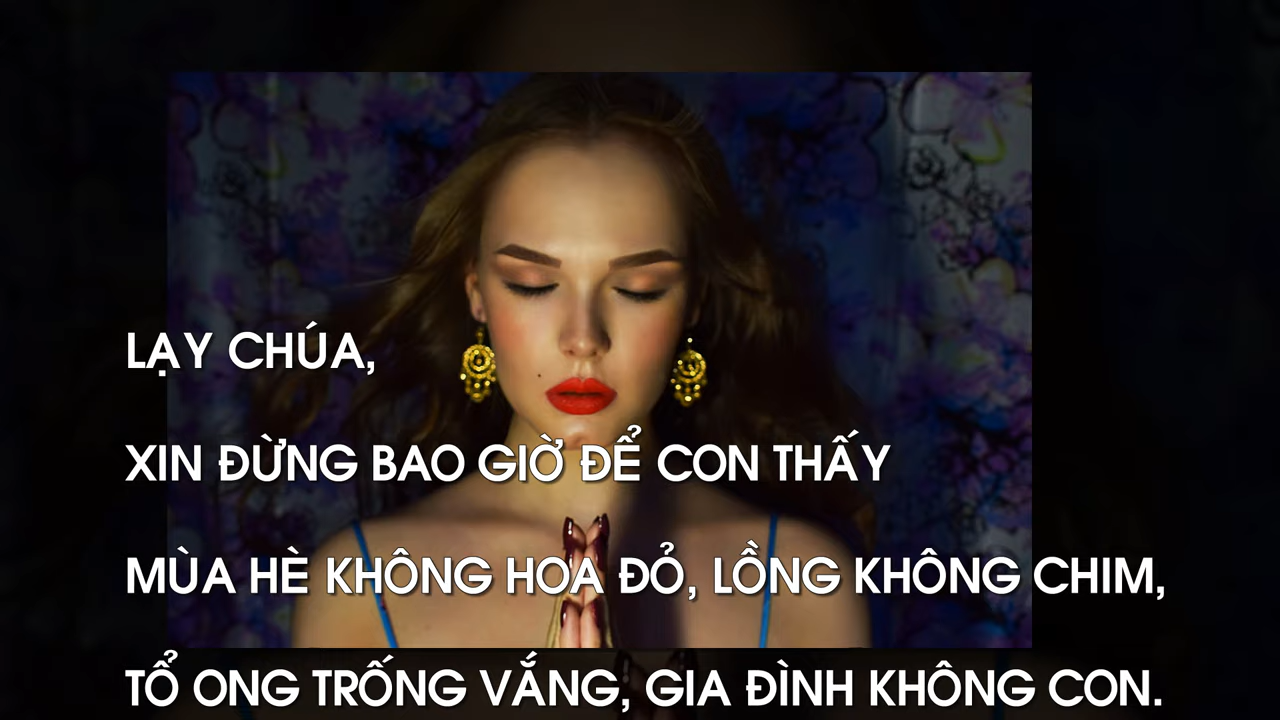 LẠY CHÚA,
XIN ĐỪNG BAO GIỜ ĐỂ CON THẤY
MÙA HÈ KHÔNG HOA ĐỎ, LỒNG KHÔNG CHIM,
TỔ ONG TRỐNG VẮNG, GIA ĐÌNH KHÔNG CON.